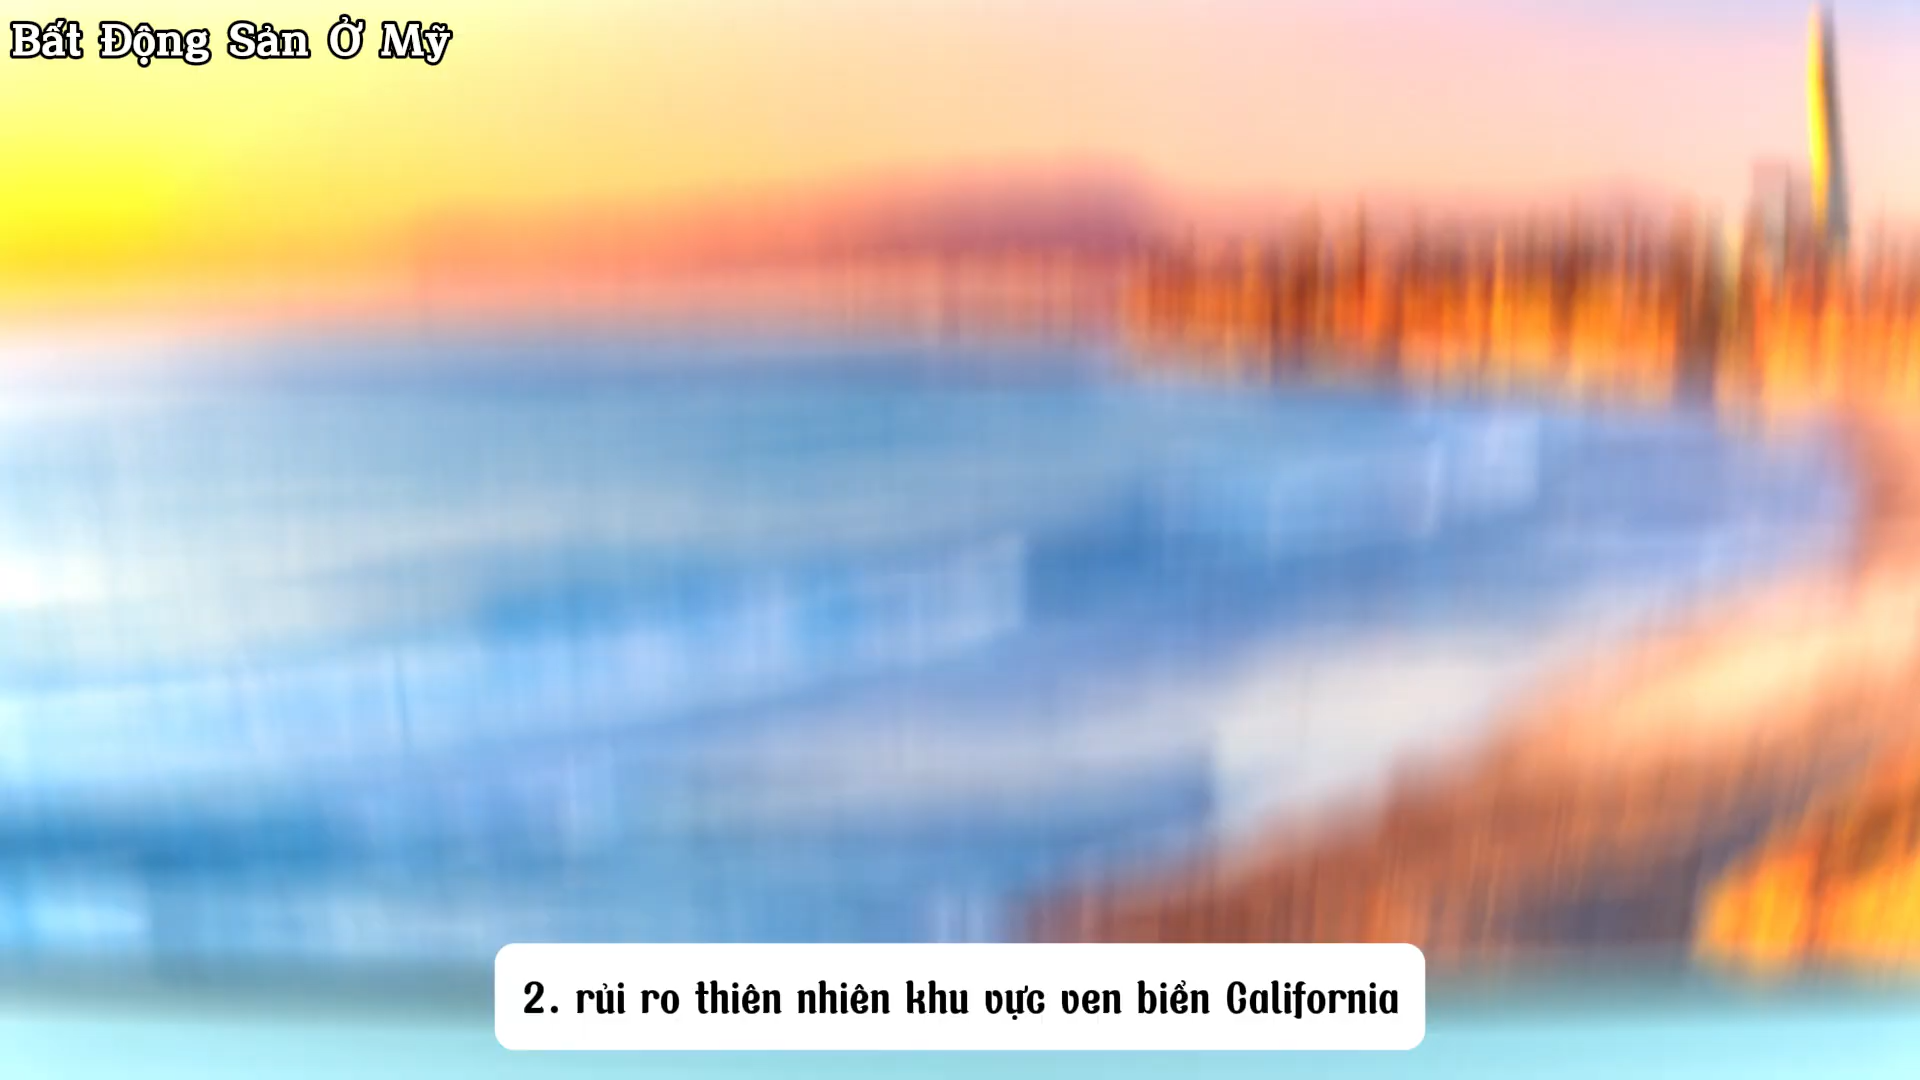 Bất Động Sản Ở Mỹ
2. rủi ro thiên nhiên khu vực ven biển California